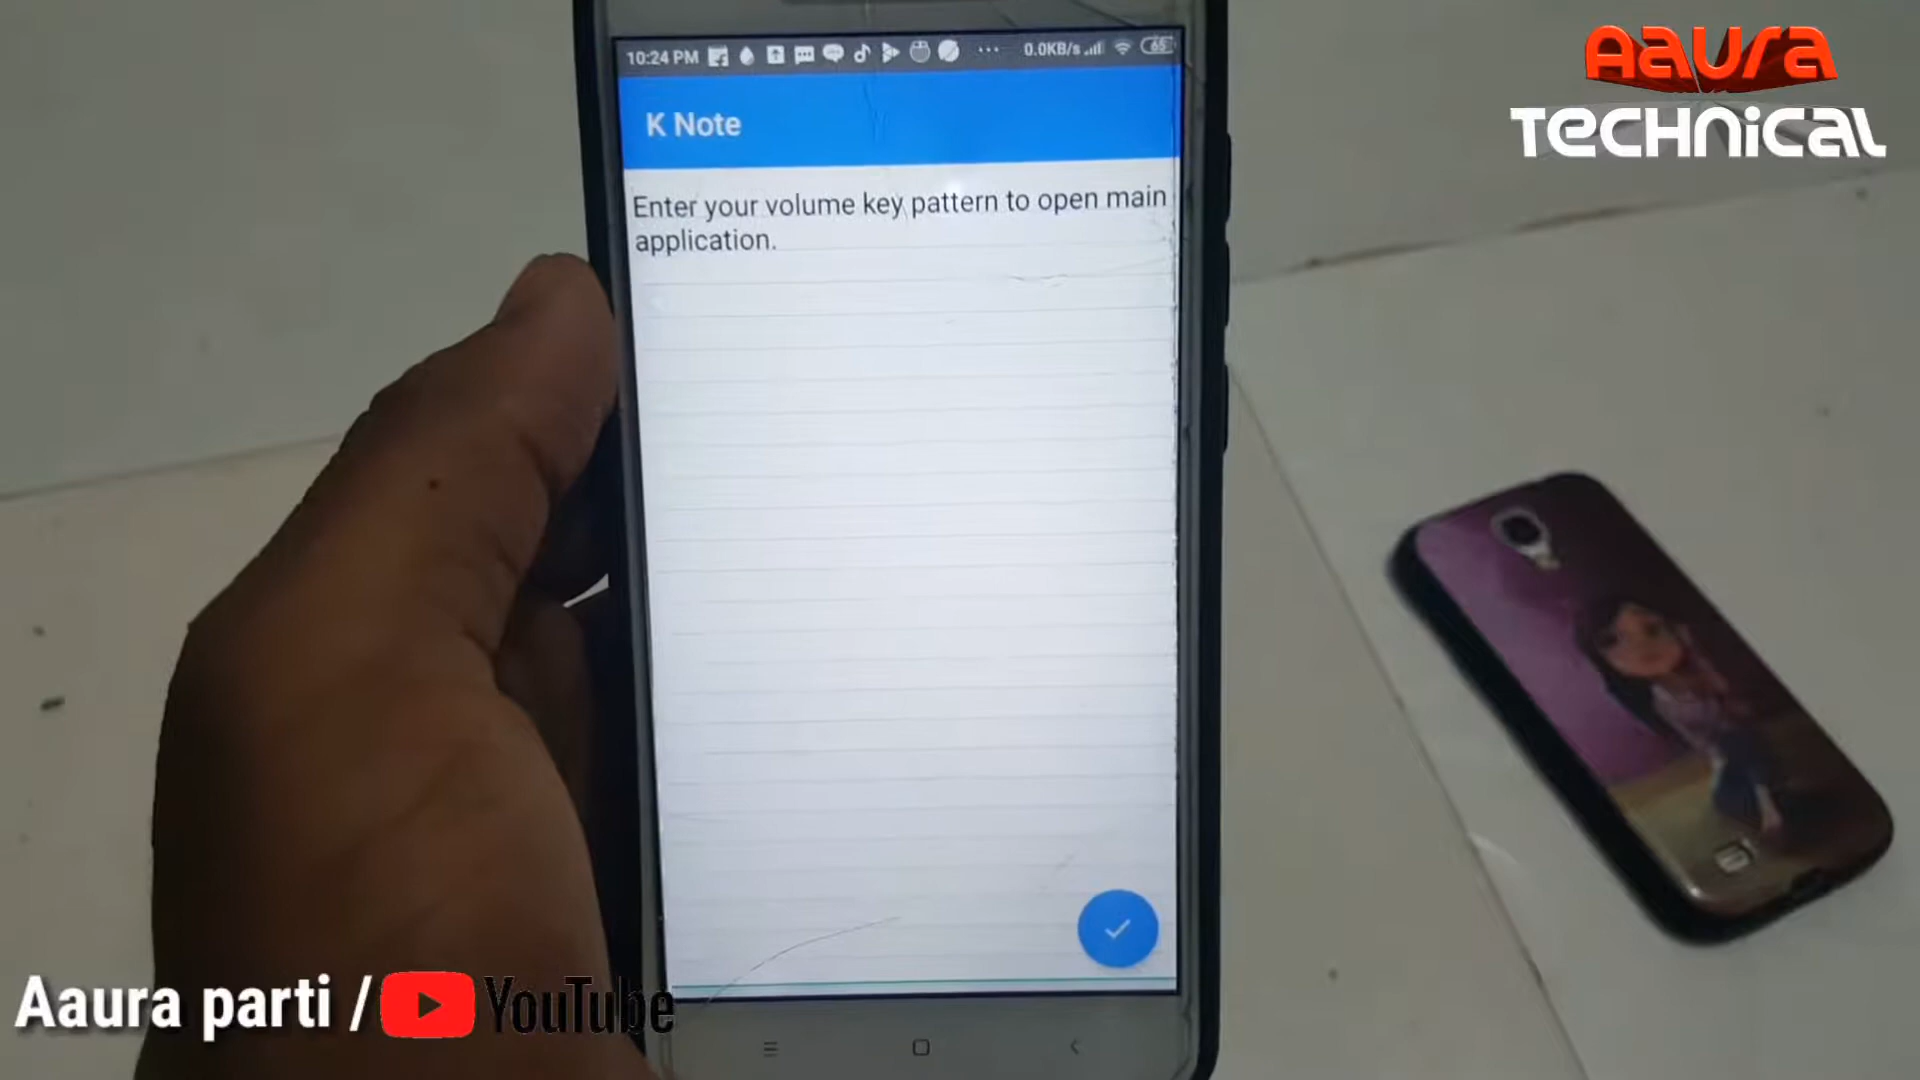 10:24 PM
0.0KB/s
65
K Note
Enter your volume key pattern to open main
application.
Aaura
Technical
Aaura parti / YouTube